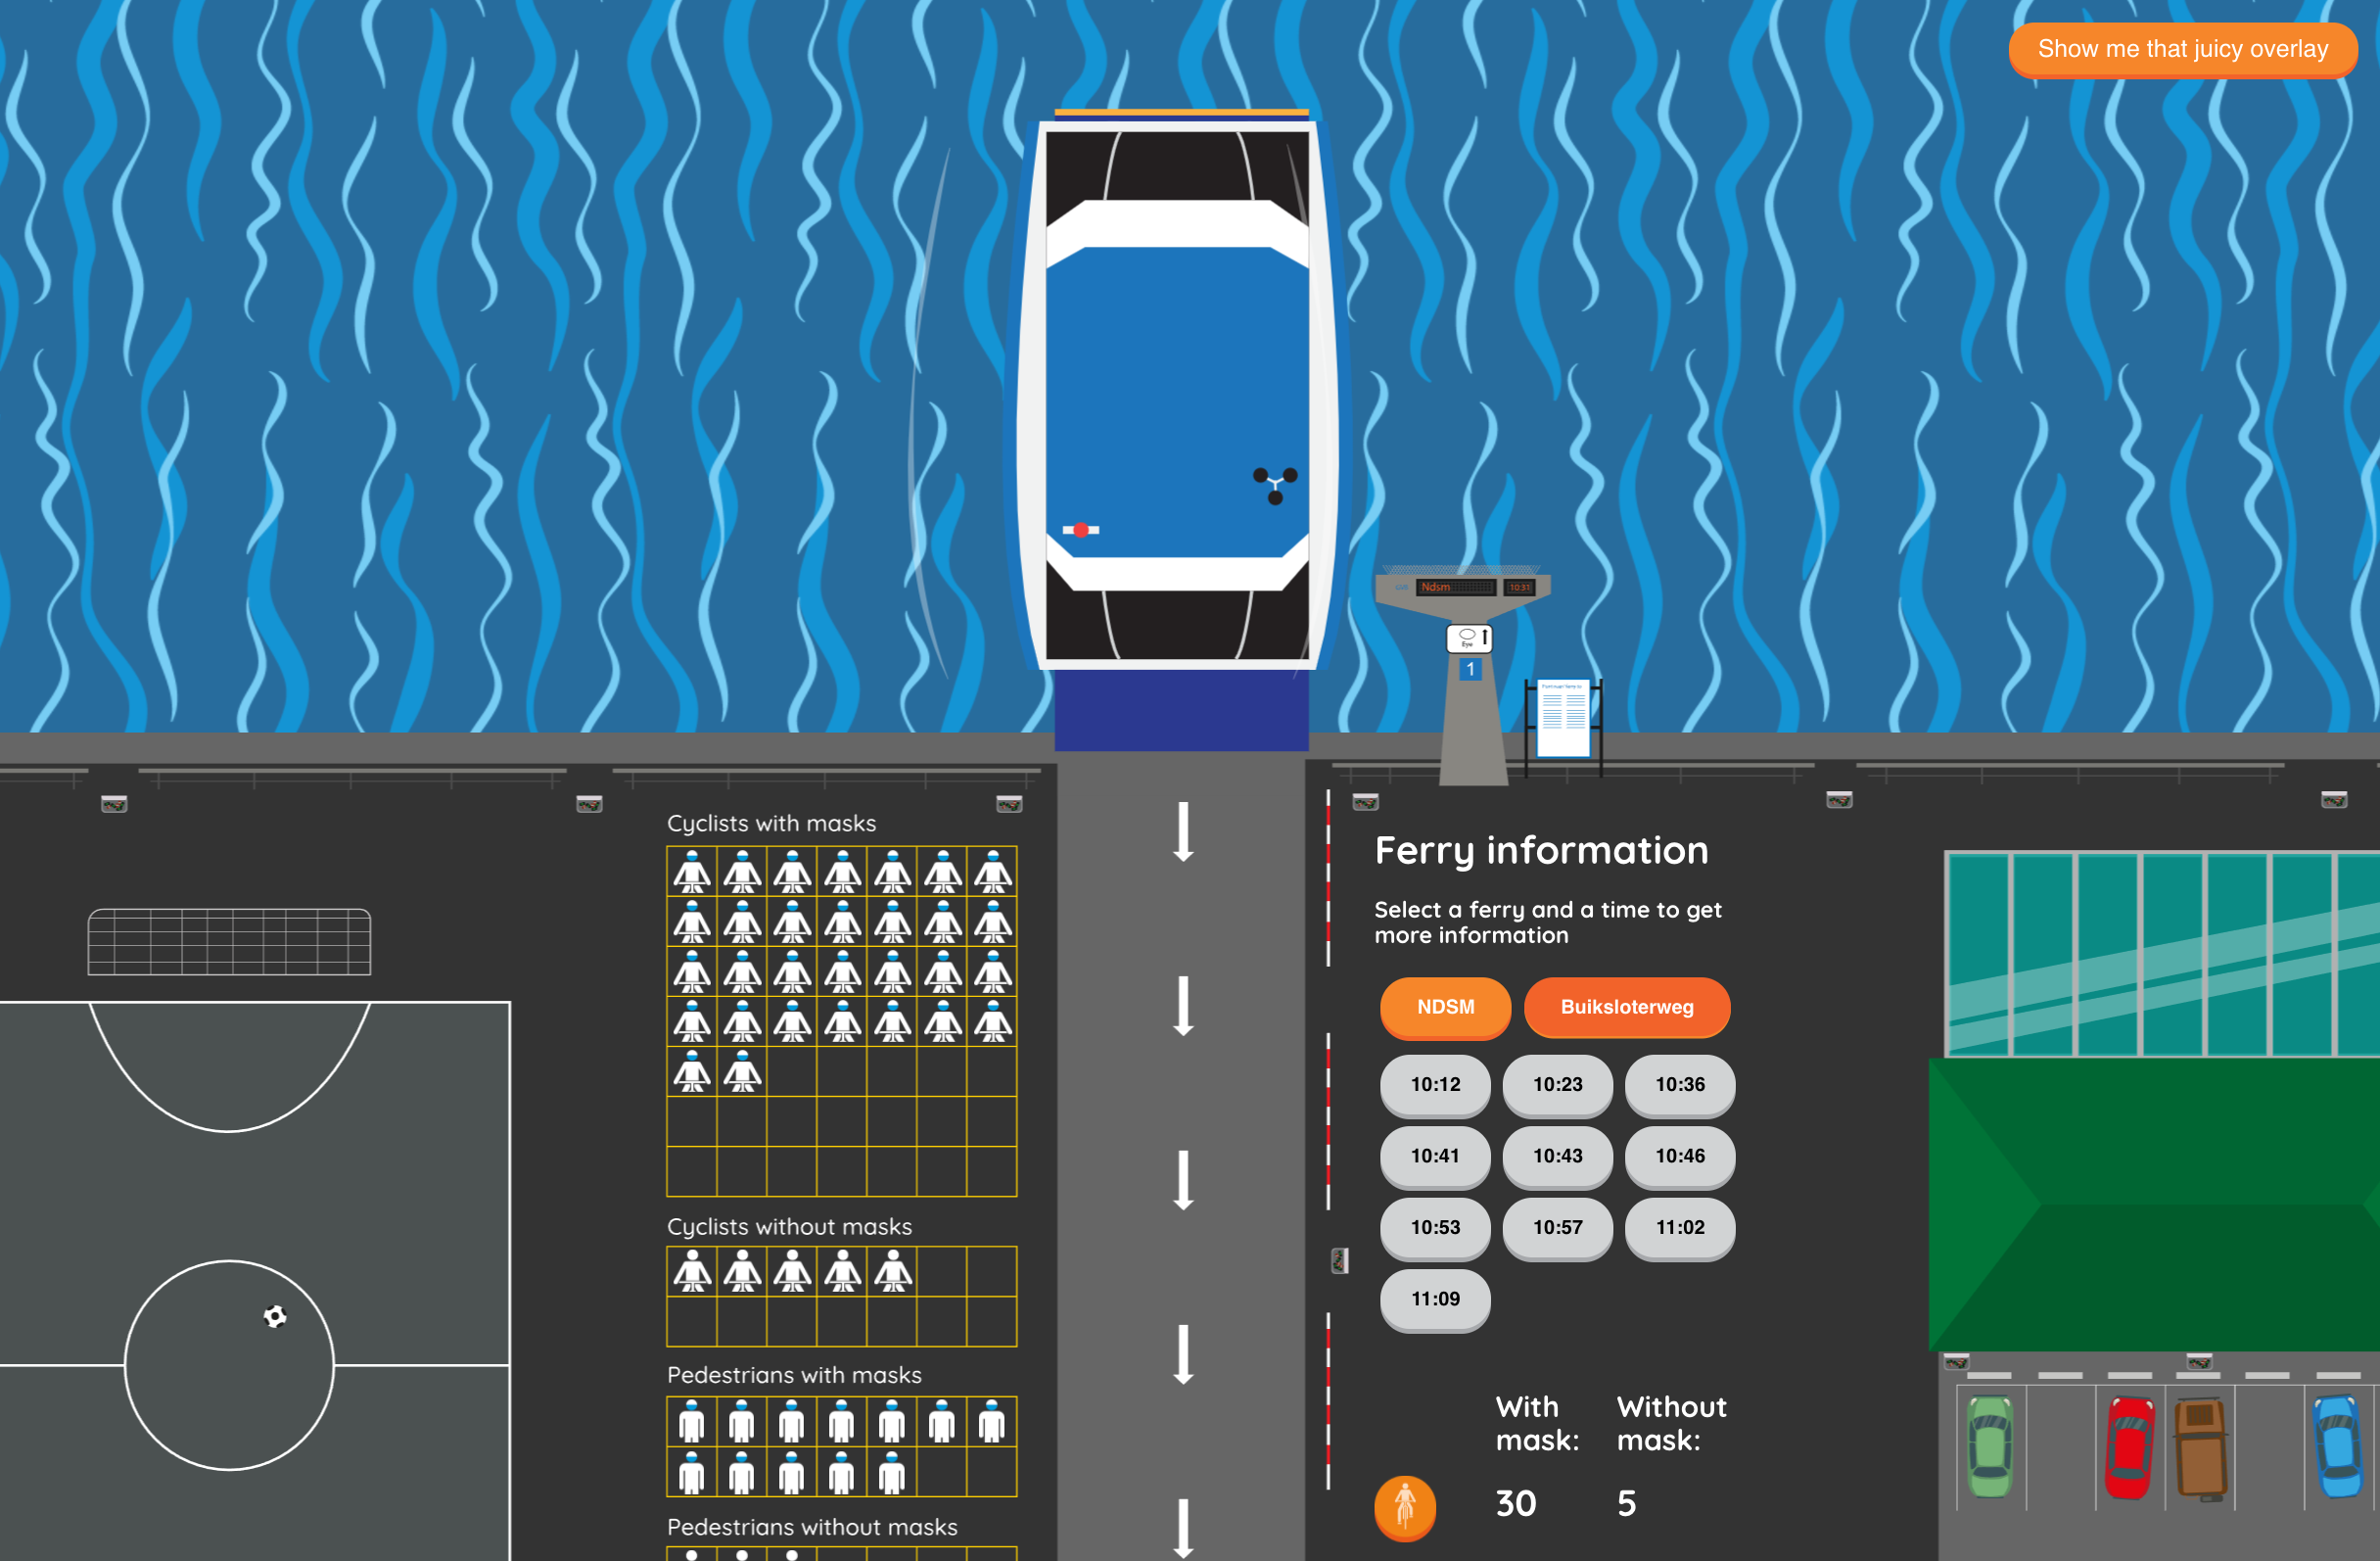 Show me that juicy overlay
Ndsm
10:31
Eye
1
Cyclists with masks
Cyclists without masks
Pedestrians with masks
Pedestrians without masks
Ferry information
Select a ferry and a time to get
more information
NDSM
Buiksloterweg
10:12
10:23
10:36
10:41
10:43
10:46
10:53
10:57
11:02
11:09
With
mask:
Without
mask:
30
5